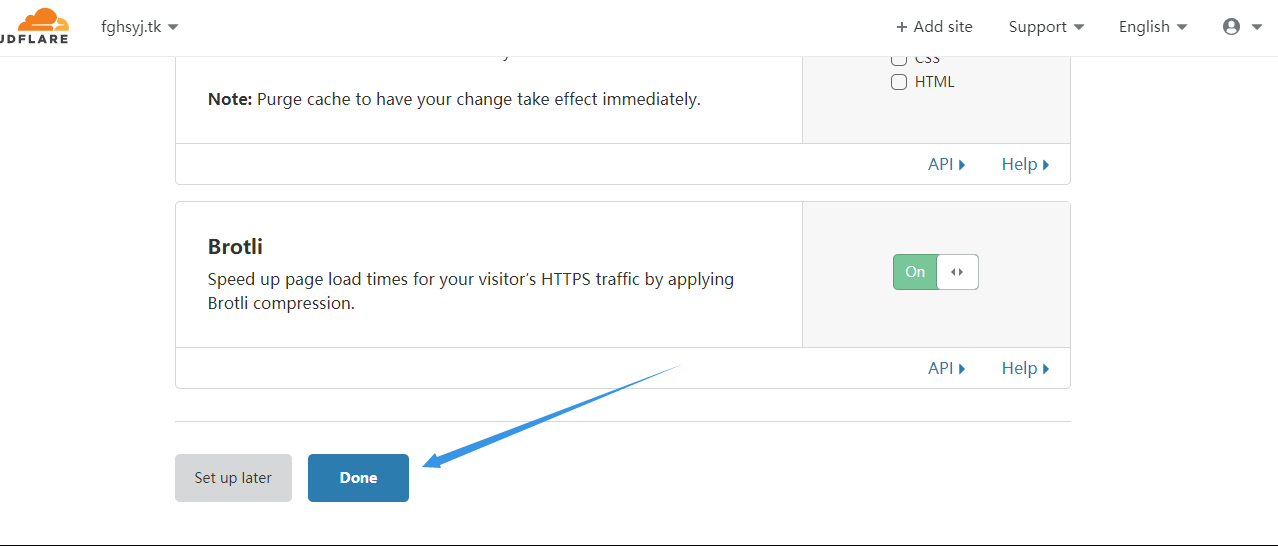 fghsyj.tk
+ Add site
Support
English
UDFLARE
CSS
Note: Purge cache to have your change take effect immediately.
HTML
API
Help
Brotli
Speed up page load times for your visitor's HTTPS traffic by applying
Brotli compression.
On
API
Help
Set up later
Done